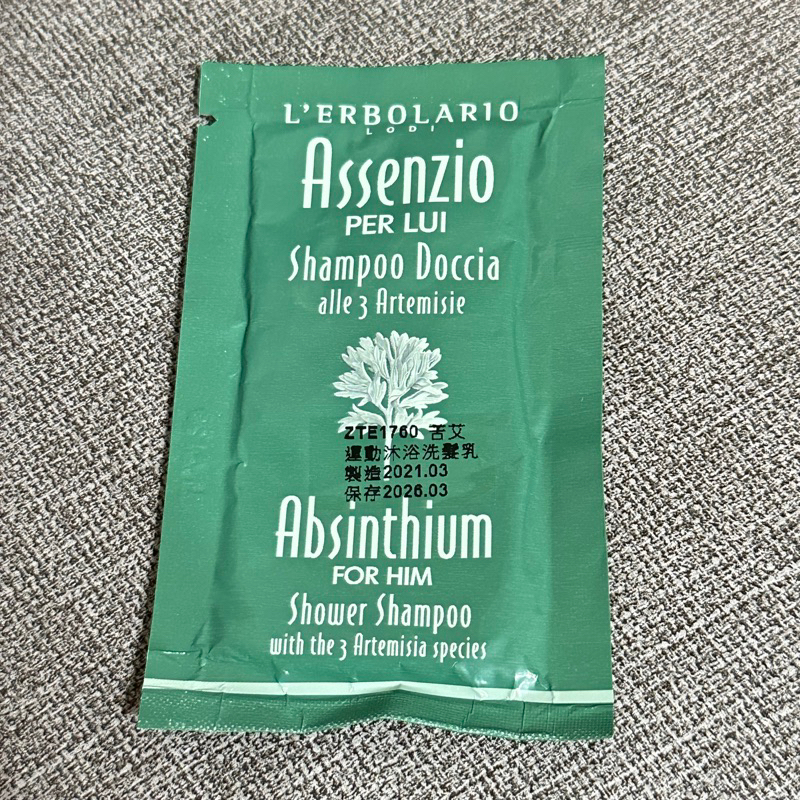 L'ERBOLARIO
LODI
Assenzio
PER LUI
Shampoo Doccia
alle 3 Artemisie
ZTE1760 苦艾
運動沐浴洗髮乳
製造2021.03
保存2026.03
Absinthium
FOR HIM
Shower Shampoo
with the 3 Artemisia species